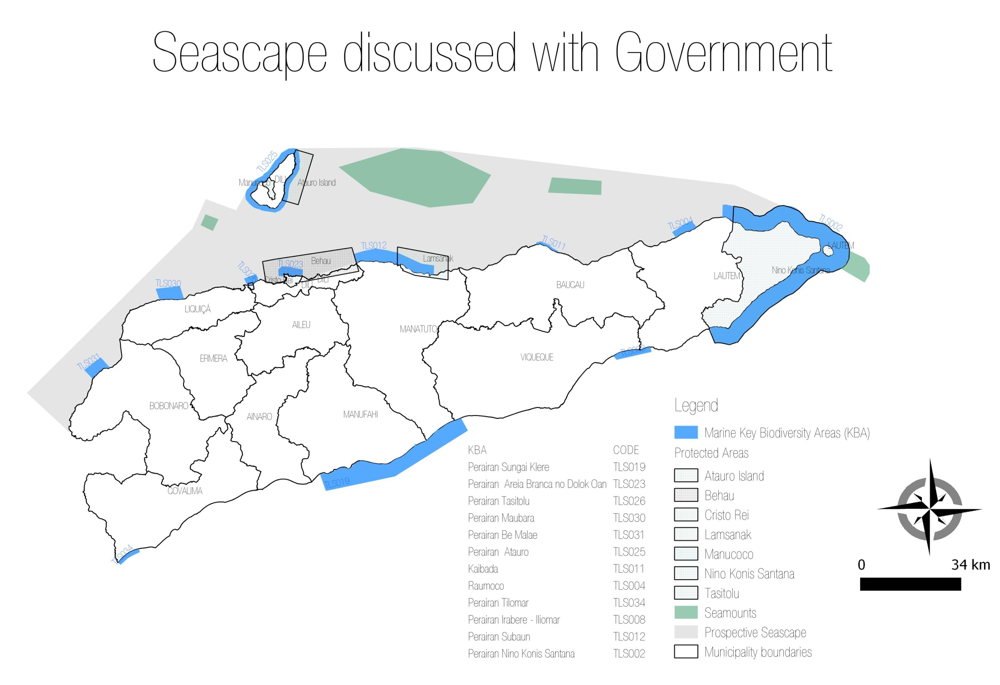 Seascape discussed with Government
TLS025
Manucoco
DILI
Atauro Island
TLS004
TLS002
TLS011
TLS012
LAUTEM
Lamsanak
Behau
TLS023
Nino Konis Santana
LAUTEM
Cristo Rei
DILI
DILI
TLS030
BAUCAU
LIQUIÇÁ
AILEU
MANATUTO
TLS008
TLS031
ERMERA
VIQUEQUE
BOBONARO
AINARO
MANUFAHI
TLS019
COVALIMA
TLS034
KBA CODE
Perairan Sungai Klere TLS019
Perairan Areia Branca no Dolok Oan TLS023
Perairan Tasitolu TLS026
Perairan Maubara TLS030
Perairan Be Malae TLS031
Perairan Atauro TLS025
Kaibada TLS011
Raumoco TLS004
Perairan Tilomar TLS034
Perairan Irabere - Iliomar TLS008
Perairan Subaun TLS012
Perairan Nino Konis Santana TLS002
Legend
Marine Key Biodiversity Areas (KBA)
Protected Areas
Atauro Island
Behau
Cristo Rei
Lamsanak
Manucoco
Nino Konis Santana
Tasitolu
Seamounts
Prospective Seascape
Municipality boundaries
0 34 km